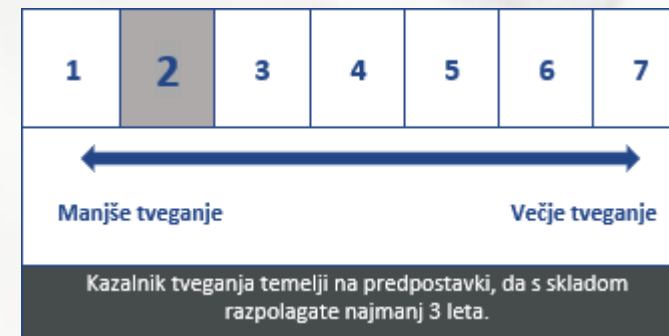 1 2 3 4 5 6 7
Manjše tveganje Večje tveganje
Kazalnik tveganja temelji na predpostavki, da s skladom
razpolagate najmanj 3 leta.